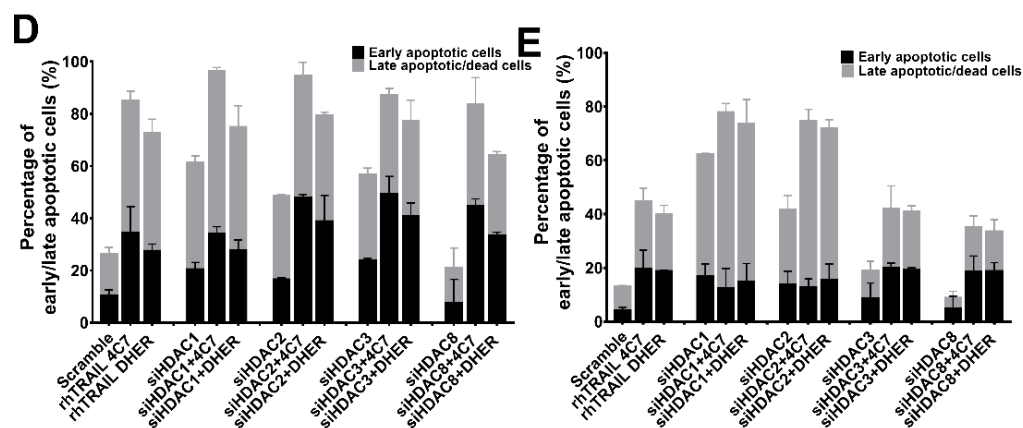 D
Early apoptotic cells
Late apoptotic/dead cells
Percentage of
early/late apoptotic cells (%)
100
80
60
40
20
0
Scramble
rhTRAIL 4C7
rhTRAIL DHER
siHDAC1
siHDAC1+4C7
siHDAC1+DHER
siHDAC2
siHDAC2+4C7
siHDAC2+DHER
siHDAC3
siHDAC3+4C7
siHDAC3+DHER
siHDAC8
siHDAC8+4C7
siHDAC8+DHER
E
Early apoptotic cells
Late apoptotic/dead cells
Percentage of
early/late apoptotic cells (%)
100
80
60
40
20
0
Scramble
rhTRAIL 4C7
rhTRAIL DHER
siHDAC1
siHDAC1+4C7
siHDAC1+DHER
siHDAC2
siHDAC2+4C7
siHDAC2+DHER
siHDAC3
siHDAC3+4C7
siHDAC3+DHER
siHDAC8
siHDAC8+4C7
siHDAC8+DHER